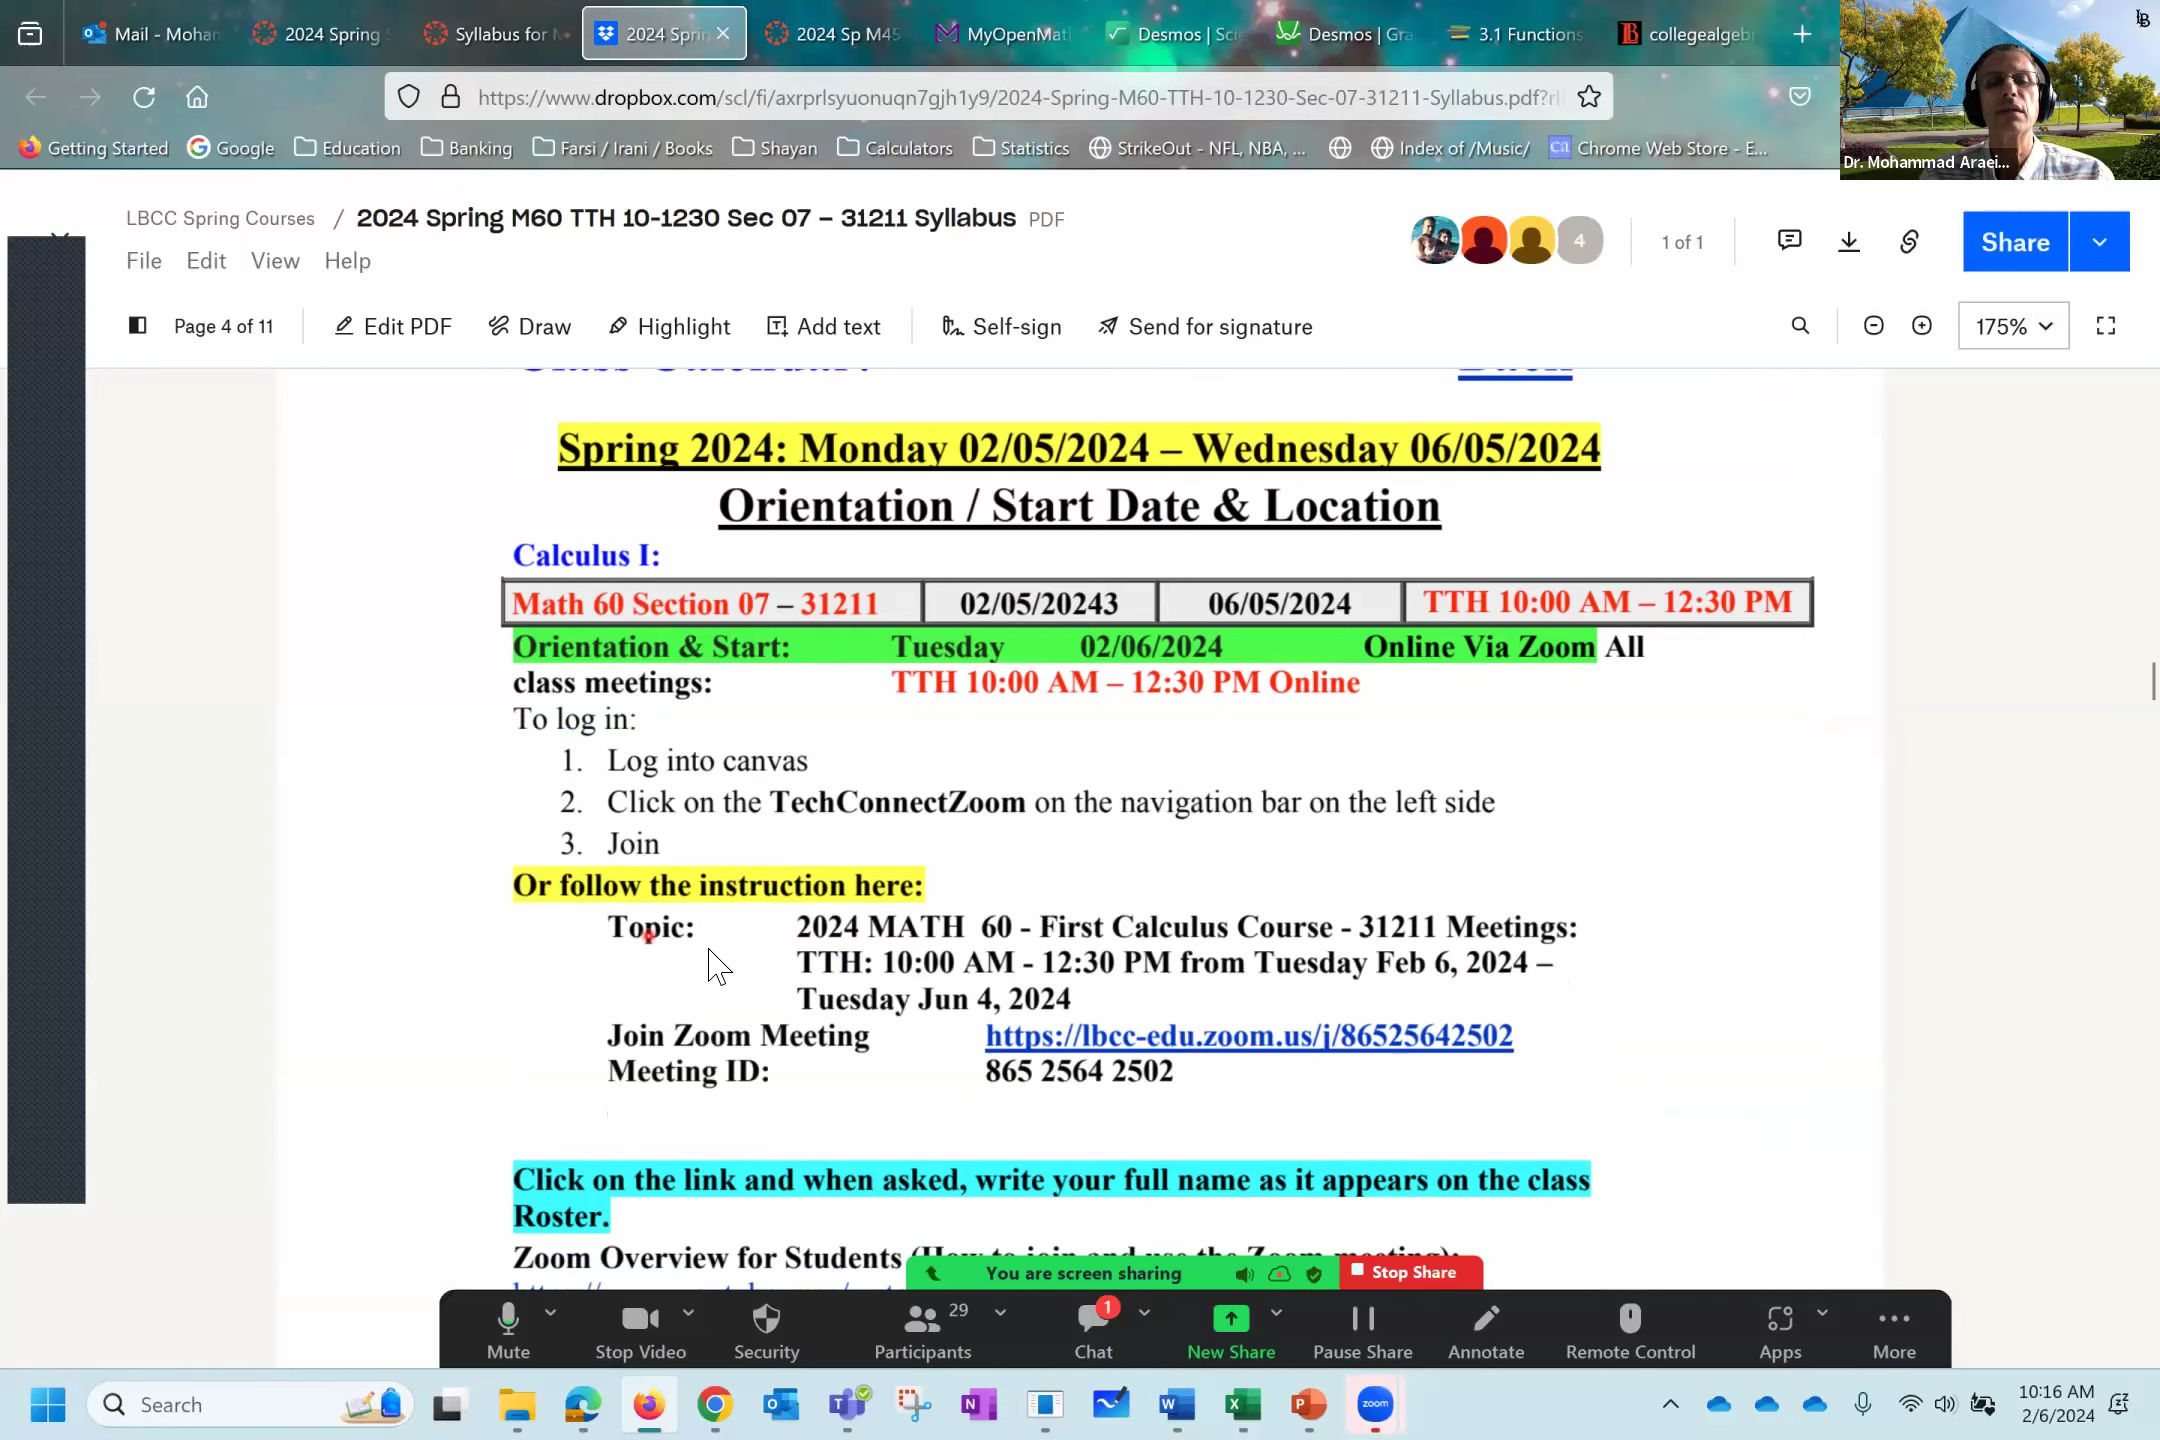 Mail - Mohan
2024 Spring S
Syllabus for M
2024 Sprin
2024 Sp M45
MyOpenMat
Desmos | Sci
Desmos | Gra
3.1 Functions
collegealgeb
https://www.dropbox.com/scl/fi/axrprlsyuonuqn7gjh1y9/2024-Spring-M60-TTH-10-1230-Sec-07-31211-Syllabus.pdf?rl
Getting Started
Google
Education
Banking
Farsi / Irani / Books
Shayan
Calculators
Statistics
StrikeOut - NFL, NBA, ...
Index of /Music/
Chrome Web Store - E...
Dr. Mohammad Araei...
LBCC Spring Courses / 2024 Spring M60 TTH 10-1230 Sec 07 – 31211 Syllabus PDF
File Edit View Help
4
1 of 1
Share
Page 4 of 11
Edit PDF
Draw
Highlight
Add text
Self-sign
Send for signature
175%
Class Calendar: Back
Spring 2024: Monday 02/05/2024 – Wednesday 06/05/2024
Orientation / Start Date & Location
Calculus I:
Math 60 Section 07 – 31211 02/05/20243 06/05/2024 TTH 10:00 AM – 12:30 PM
Orientation & Start: Tuesday 02/06/2024 Online Via Zoom All
class meetings: TTH 10:00 AM – 12:30 PM Online
To log in:
1. Log into canvas
2. Click on the TechConnectZoom on the navigation bar on the left side
3. Join
Or follow the instruction here:
Topic: 2024 MATH 60 - First Calculus Course - 31211 Meetings:
TTH: 10:00 AM - 12:30 PM from Tuesday Feb 6, 2024 –
Tuesday Jun 4, 2024
Join Zoom Meeting https://lbcc-edu.zoom.us/j/86525642502
Meeting ID: 865 2564 2502
Click on the link and when asked, write your full name as it appears on the class
Roster.
Zoom Overview for Students (How to join and use the Zoom meeting):
You are screen sharing
Stop Share
29
1
Mute
Stop Video
Security
Participants
Chat
New Share
Pause Share
Annotate
Remote Control
Apps
More
Search
zoom
10:16 AM
2/6/2024